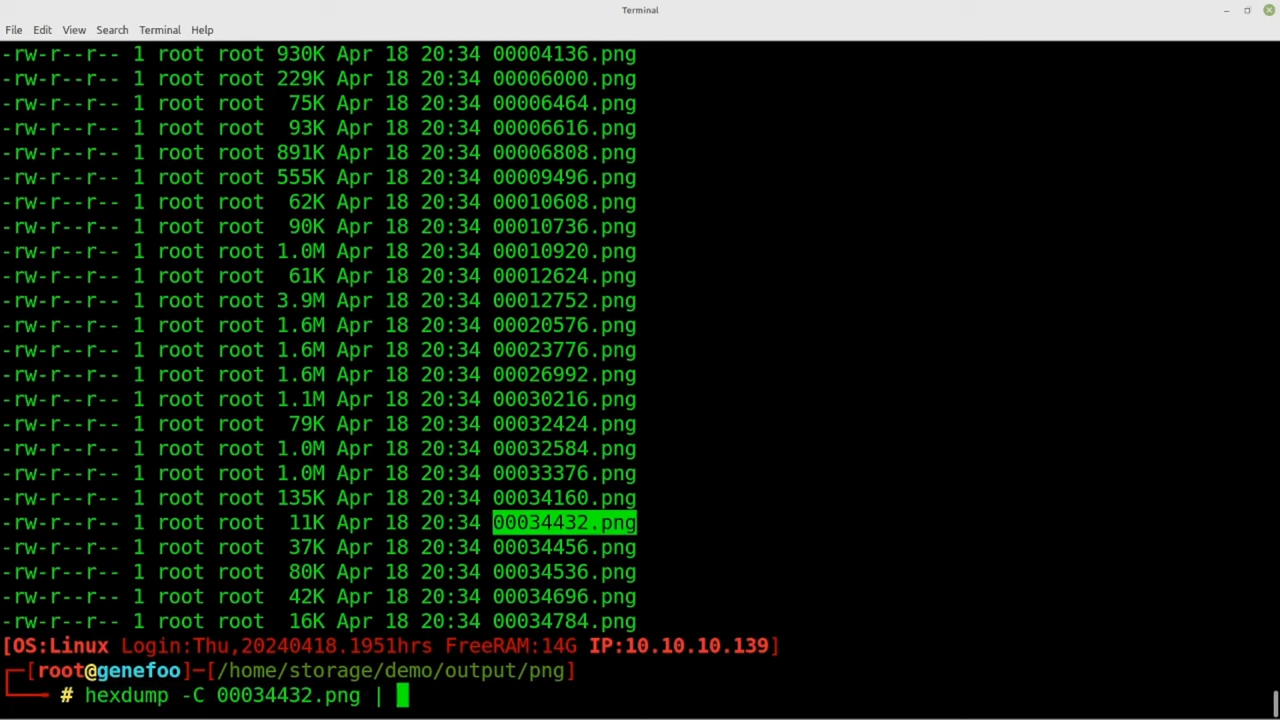 Terminal
File Edit View Search Terminal Help
-rw-r--r-- 1 root root 930K Apr 18 20:34 00004136.png
-rw-r--r-- 1 root root 229K Apr 18 20:34 00006000.png
-rw-r--r-- 1 root root  75K Apr 18 20:34 00006464.png
-rw-r--r-- 1 root root  93K Apr 18 20:34 00006616.png
-rw-r--r-- 1 root root 891K Apr 18 20:34 00006808.png
-rw-r--r-- 1 root root 555K Apr 18 20:34 00009496.png
-rw-r--r-- 1 root root  62K Apr 18 20:34 00010608.png
-rw-r--r-- 1 root root  90K Apr 18 20:34 00010736.png
-rw-r--r-- 1 root root 1.0M Apr 18 20:34 00010920.png
-rw-r--r-- 1 root root  61K Apr 18 20:34 00012624.png
-rw-r--r-- 1 root root 3.9M Apr 18 20:34 00012752.png
-rw-r--r-- 1 root root 1.6M Apr 18 20:34 00020576.png
-rw-r--r-- 1 root root 1.6M Apr 18 20:34 00023776.png
-rw-r--r-- 1 root root 1.6M Apr 18 20:34 00026992.png
-rw-r--r-- 1 root root 1.1M Apr 18 20:34 00030216.png
-rw-r--r-- 1 root root  79K Apr 18 20:34 00032424.png
-rw-r--r-- 1 root root 1.0M Apr 18 20:34 00032584.png
-rw-r--r-- 1 root root 1.0M Apr 18 20:34 00033376.png
-rw-r--r-- 1 root root 135K Apr 18 20:34 00034160.png
-rw-r--r-- 1 root root  11K Apr 18 20:34 00034432.png
-rw-r--r-- 1 root root  37K Apr 18 20:34 00034456.png
-rw-r--r-- 1 root root  80K Apr 18 20:34 00034536.png
-rw-r--r-- 1 root root  42K Apr 18 20:34 00034696.png
-rw-r--r-- 1 root root  16K Apr 18 20:34 00034784.png
[OS:Linux Login:Thu,20240418.1951hrs FreeRAM:14G IP:10.10.10.139]
┌─[root@genefoo]─[/home/storage/demo/output/png]
└──╼ # hexdump -C 00034432.png |